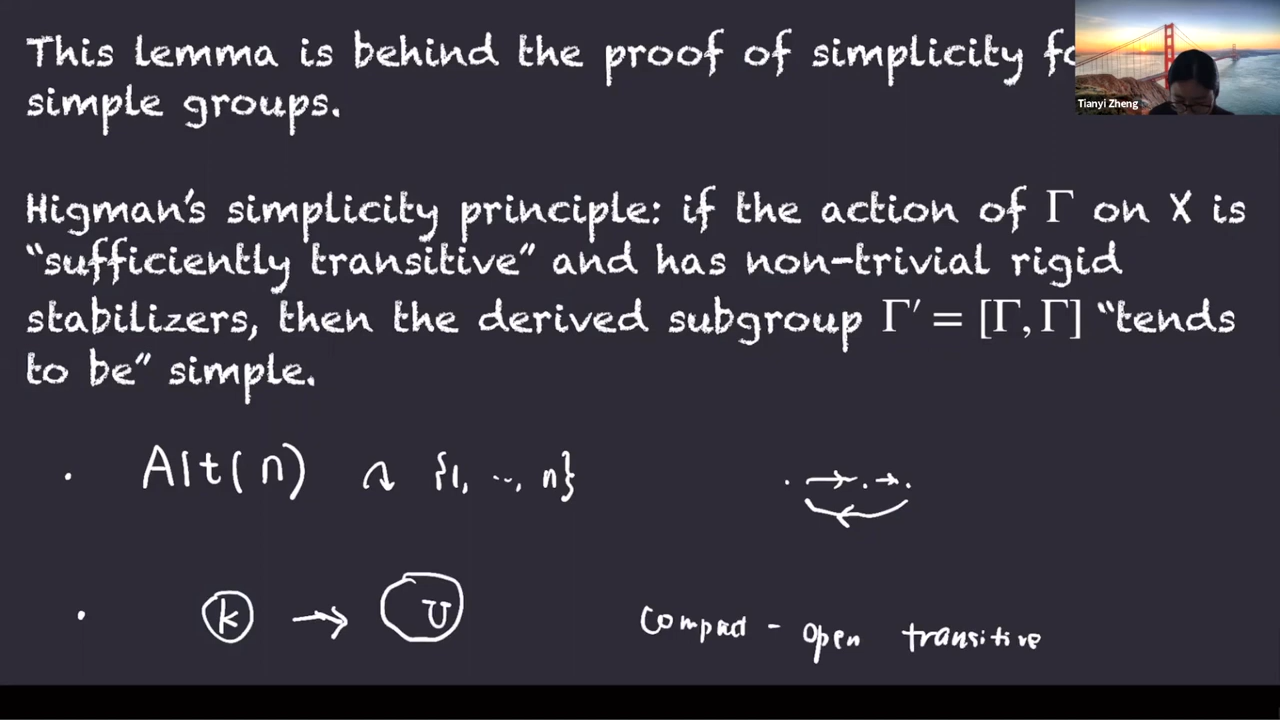 This lemma is behind the proof of simplicity
simple groups.
Tianyi Zheng
Higman's simplicity principle: if the action of Γ on X is
“sufficiently transitive” and has non-trivial rigid
stabilizers, then the derived subgroup Γ′ = [Γ, Γ] “tends
to be” simple.
· Alt(n) ↷ {1, ..., n} . → . → . ←
· K → U compact - open transitive